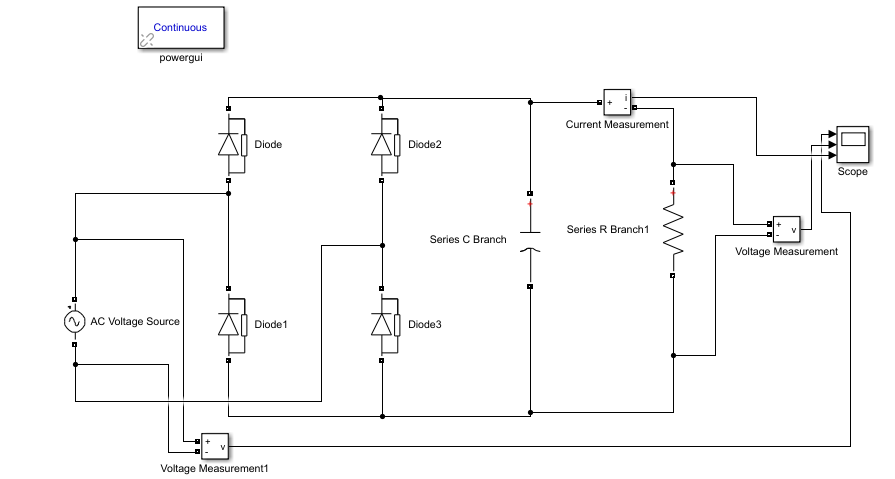 Continuous
powergui
+
i
-
Current Measurement
Diode
Diode2
Scope
+
+
Series C Branch
Series R Branch1
+
-
v
Voltage Measurement
AC Voltage Source
Diode1
Diode3
+
-
v
Voltage Measurement1